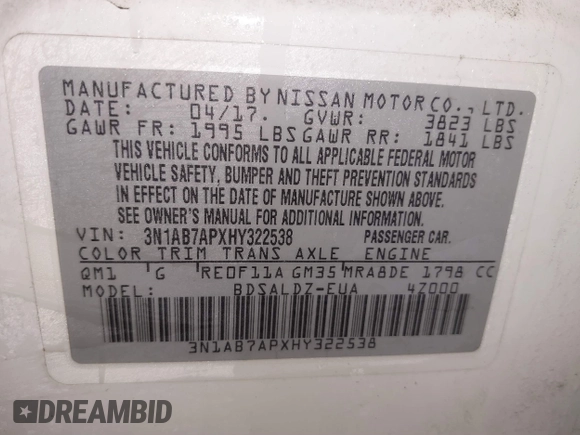 MANUFACTURED BY NISSAN MOTOR CO., LTD.
DATE: 04/17. GVWR: 3823 LBS
GAWR FR: 1995 LBS GAWR RR: 1841 LBS
THIS VEHICLE CONFORMS TO ALL APPLICABLE FEDERAL MOTOR
VEHICLE SAFETY, BUMPER AND THEFT PREVENTION STANDARDS
IN EFFECT ON THE DATE OF MANUFACTURE SHOWN ABOVE.
SEE OWNER'S MANUAL FOR ADDITIONAL INFORMATION.
VIN: 3N1AB7APXHY322538 PASSENGER CAR.
COLOR TRIM TRANS AXLE ENGINE
QM1 G RE0F11A GM35 MRA8DE 1798 CC
MODEL: BDSALDZ-EUA 47000
3N1AB7APXHY322538
DREAMBID